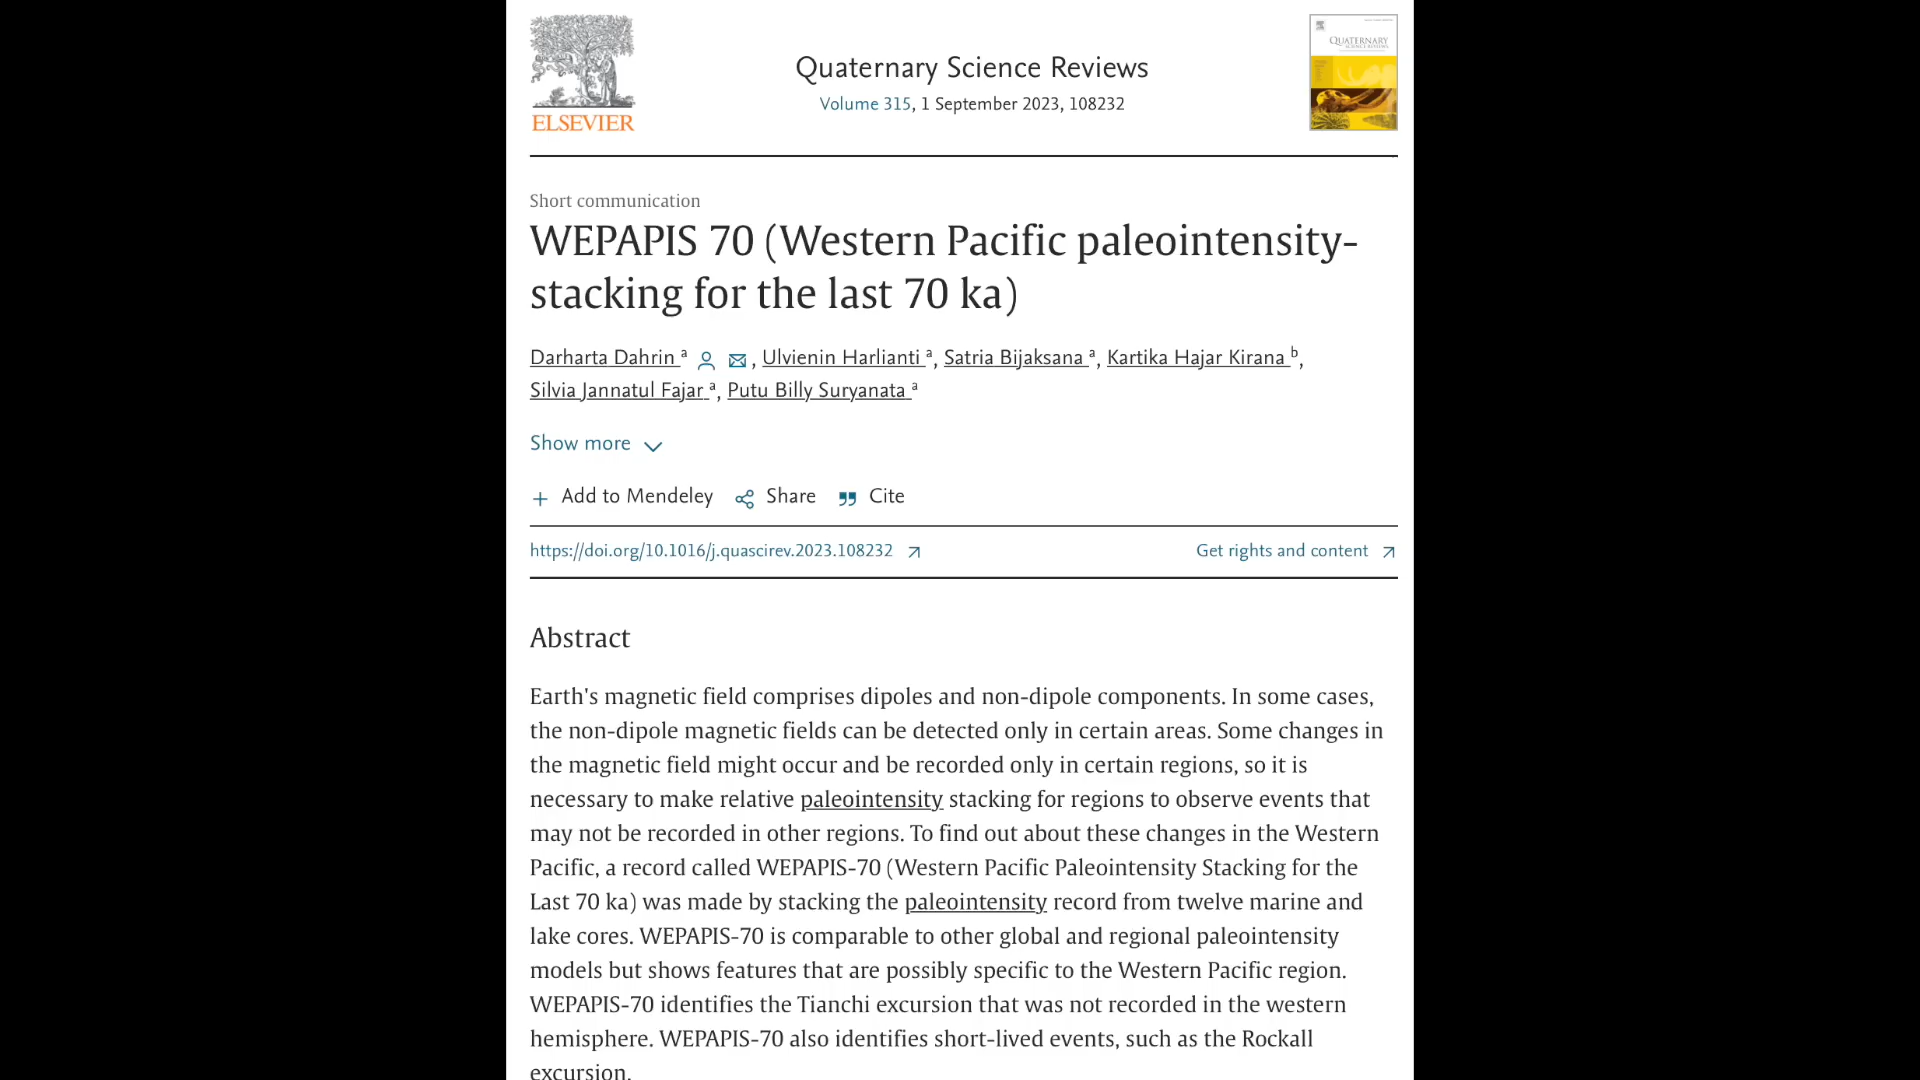 ELSEVIER
Quaternary Science Reviews
Volume 315, 1 September 2023, 108232
QUATERNARY
Short communication
WEPAPIS 70 (Western Pacific paleointensity-
stacking for the last 70 ka)
Darharta Dahrin a , Ulvienin Harlianti a, Satria Bijaksana a, Kartika Hajar Kirana b,
Silvia Jannatul Fajar a, Putu Billy Suryanata a
Show more
Add to Mendeley Share Cite
https://doi.org/10.1016/j.quascirev.2023.108232 Get rights and content
Abstract
Earth's magnetic field comprises dipoles and non-dipole components. In some cases,
the non-dipole magnetic fields can be detected only in certain areas. Some changes in
the magnetic field might occur and be recorded only in certain regions, so it is
necessary to make relative paleointensity stacking for regions to observe events that
may not be recorded in other regions. To find out about these changes in the Western
Pacific, a record called WEPAPIS-70 (Western Pacific Paleointensity Stacking for the
Last 70 ka) was made by stacking the paleointensity record from twelve marine and
lake cores. WEPAPIS-70 is comparable to other global and regional paleointensity
models but shows features that are possibly specific to the Western Pacific region.
WEPAPIS-70 identifies the Tianchi excursion that was not recorded in the western
hemisphere. WEPAPIS-70 also identifies short-lived events, such as the Rockall
excursion.